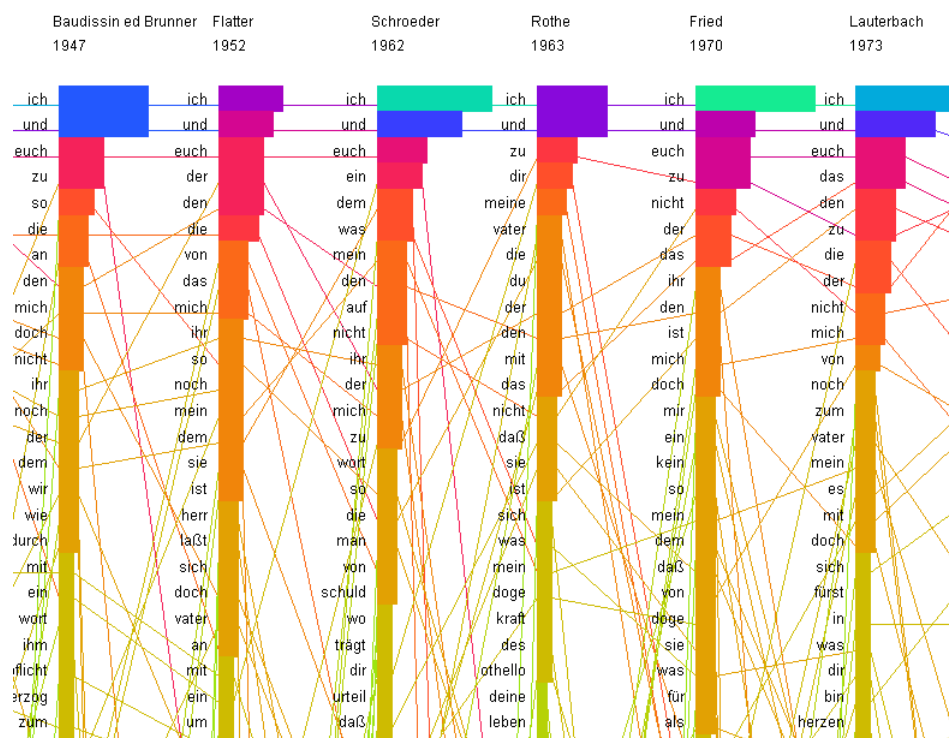 Baudissin ed Brunner
1947
ich
und
euch
zu
so
die
an
den
mich
doch
nicht
ihr
noch
der
dem
wir
wie
durch
mit
ein
wort
ihm
flicht
erzog
zum
Flatter
1952
ich
und
euch
der
den
die
von
das
mich
ihr
so
noch
mein
dem
sie
ist
herr
laßt
sich
doch
vater
an
mit
ein
um
Schroeder
1962
ich
und
euch
ein
dem
was
mein
den
auf
nicht
ihr
der
mich
zu
wort
so
die
man
von
schuld
wo
trägt
dir
urteil
daß
Rothe
1963
ich
und
zu
dir
meine
vater
die
du
der
den
mit
das
nicht
daß
sie
ist
sich
was
mein
doge
kraft
des
othello
deine
leben
Fried
1970
ich
und
euch
zu
nicht
der
das
ihr
den
ist
mich
doch
mir
ein
kein
so
mein
dem
daß
von
doge
sie
was
für
als
Lauterbach
1973
ich
und
euch
das
den
zu
die
der
nicht
mich
von
noch
zum
vater
mein
es
mit
doch
sich
fürst
in
was
dir
bin
herzen